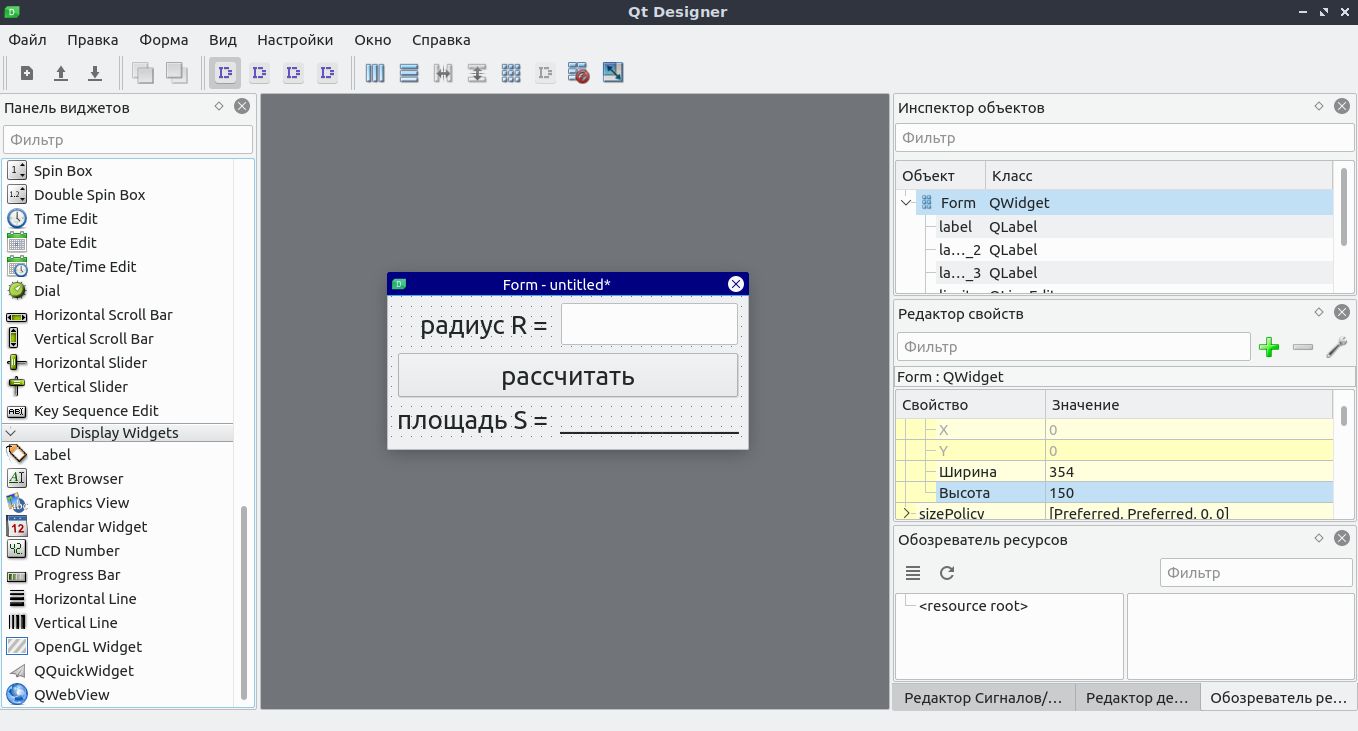 Qt Designer
Файл Правка Форма Вид Настройки Окно Справка
Панель виджетов
Фильтр
Spin Box
Double Spin Box
Time Edit
Date Edit
Date/Time Edit
Dial
Horizontal Scroll Bar
Vertical Scroll Bar
Horizontal Slider
Vertical Slider
Key Sequence Edit
Display Widgets
Label
Text Browser
Graphics View
Calendar Widget
LCD Number
Progress Bar
Horizontal Line
Vertical Line
OpenGL Widget
QQuickWidget
QWebView
Form - untitled*
радиус R =
рассчитать
площадь S =
Инспектор объектов
Фильтр
Объект Класс
Form QWidget
label QLabel
la..._2 QLabel
la..._3 QLabel
Редактор свойств
Фильтр
Form : QWidget
Свойство Значение
X 0
Y 0
Ширина 354
Высота 150
sizePolicy [Preferred, Preferred, 0, 0]
Обозреватель ресурсов
Фильтр
<resource root>
Редактор Сигналов/... Редактор де... Обозреватель ре...